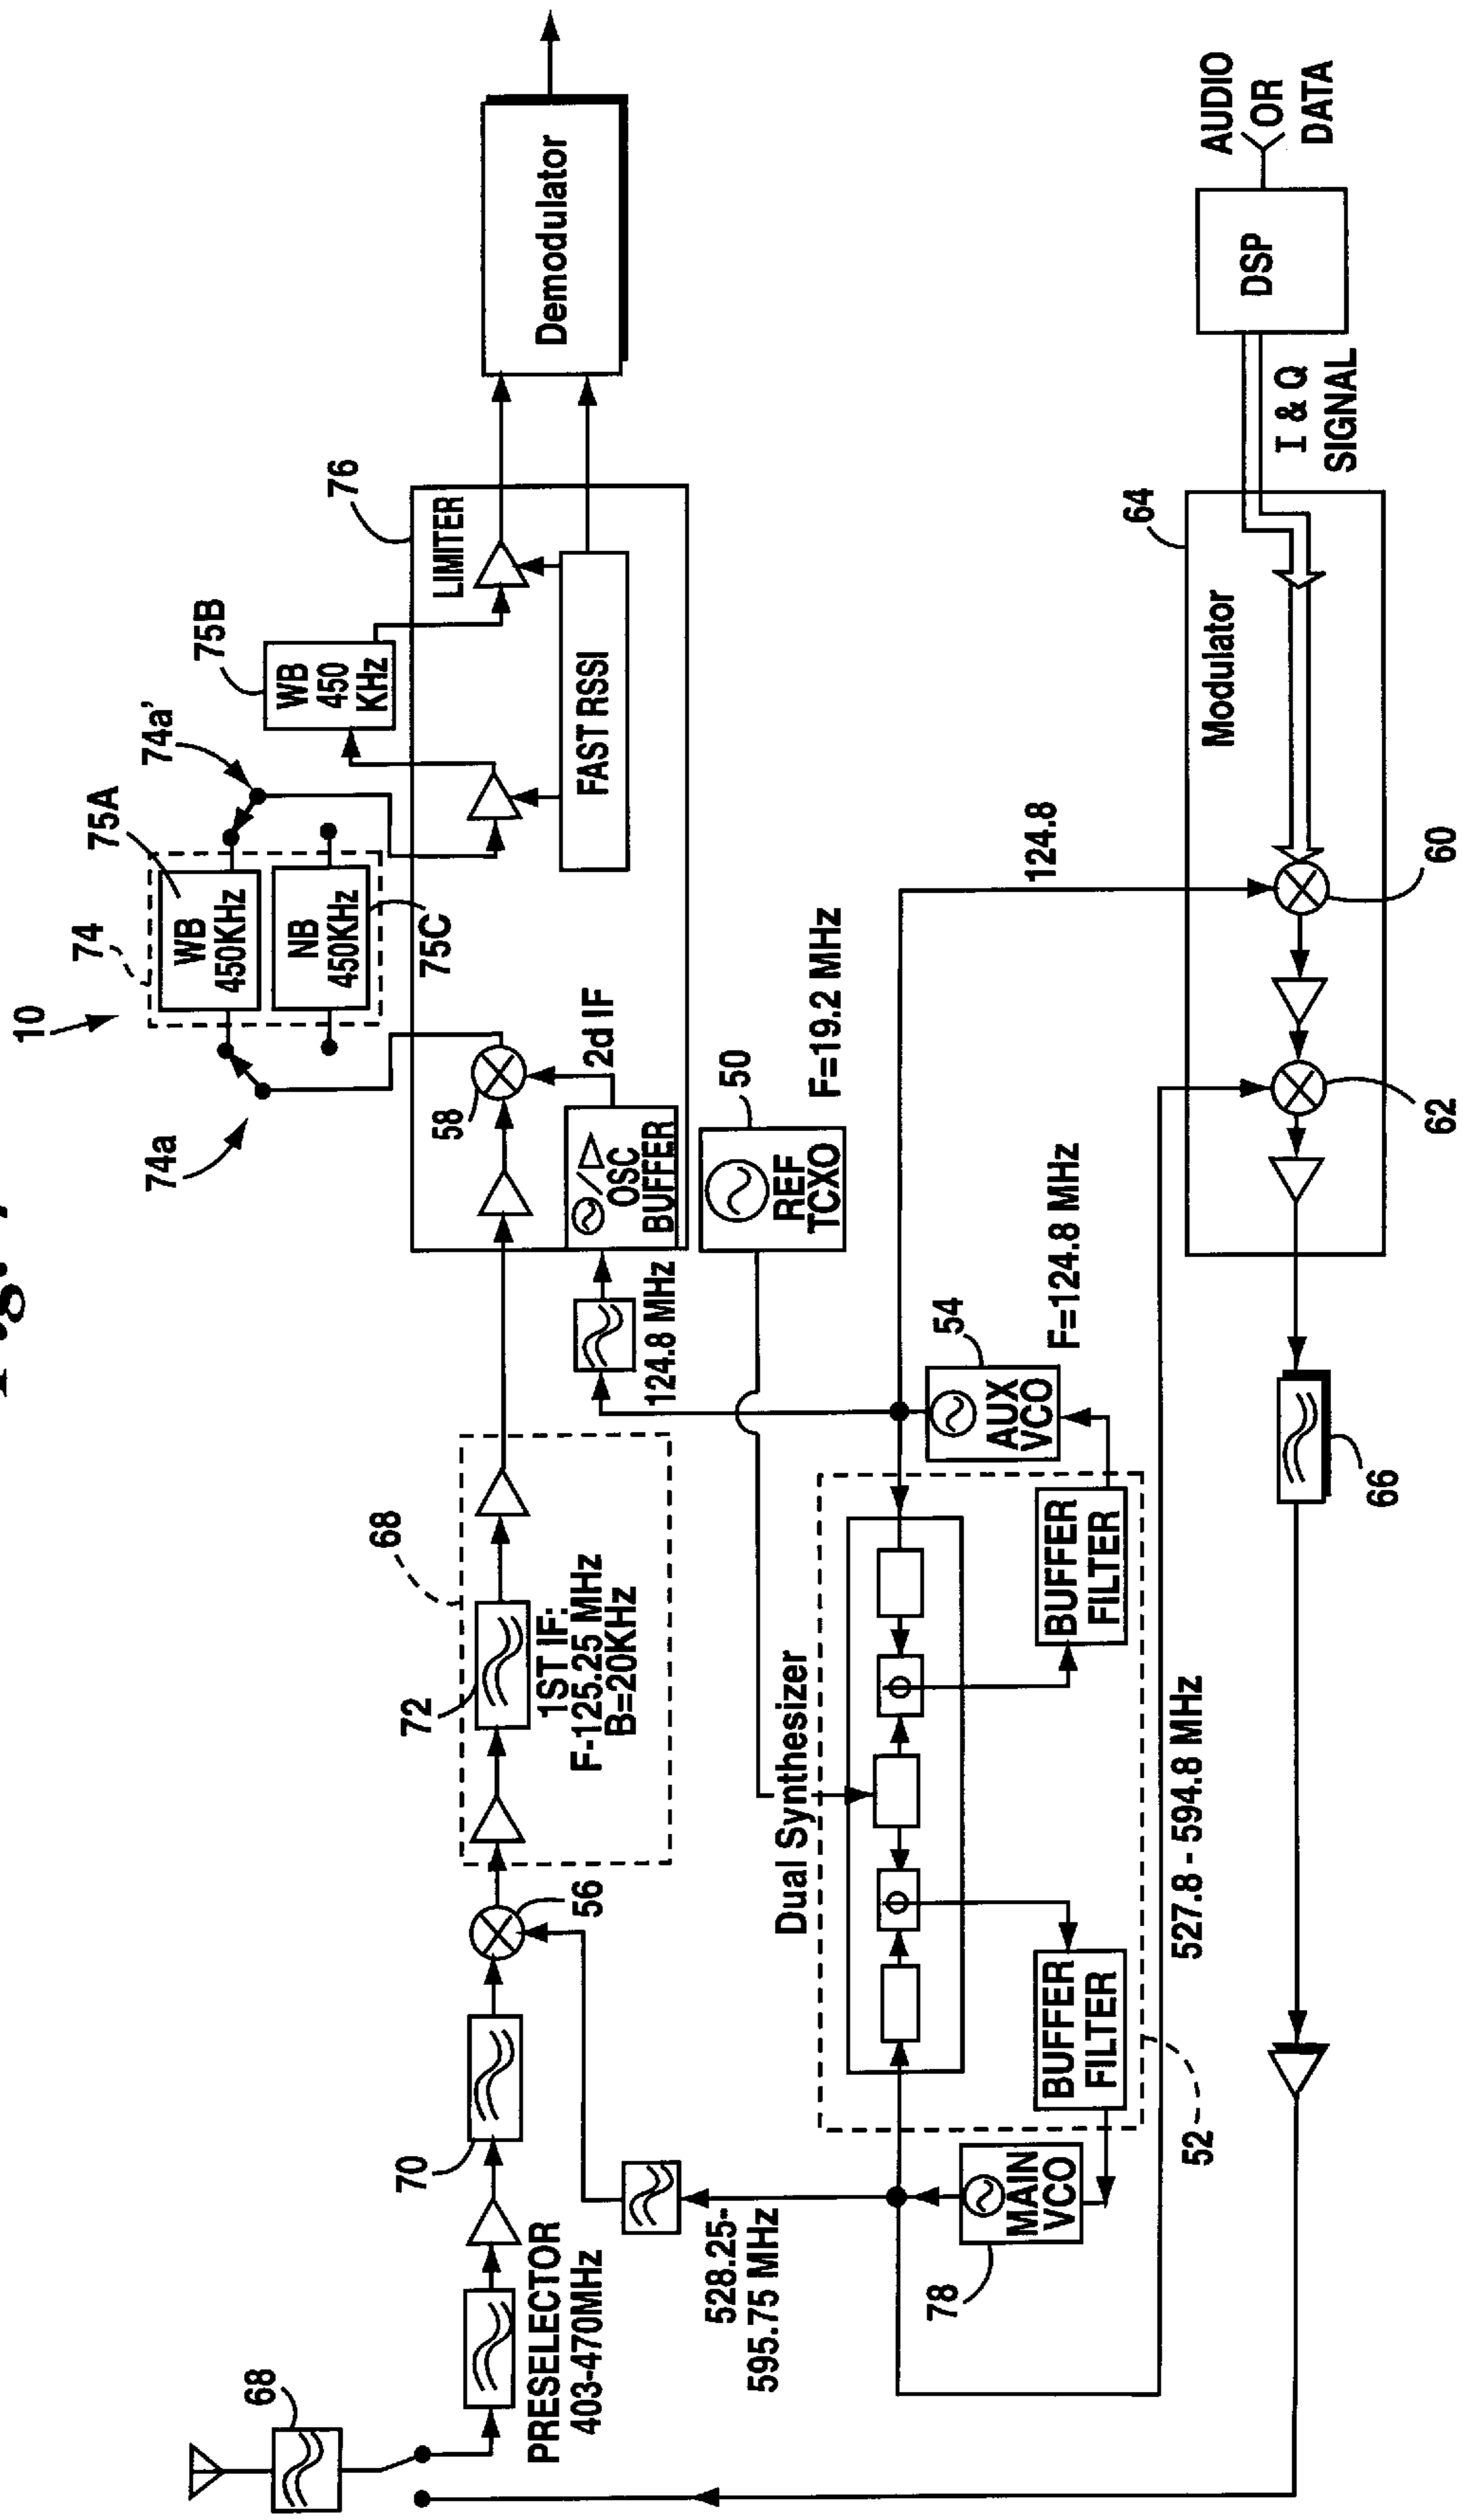 10
74
75A
74a'
75B
76
74a
WB
450KHz
NB
450KHz
75C
WB
450
KHz
LIMITER
Demodulator
68
PRESELECTOR
403-470MHz
70
56
72
68
1ST IF:
F-125.25 MHz
B=20KHz
58
2d IF
OSC
BUFFER
FAST RSSI
124.8 MHz
50
REF
TCXO
F=19.2 MHz
528.25-
595.75 MHz
78
MAIN
VCO
Dual Synthesizer
BUFFER
FILTER
BUFFER
FILTER
52
54
AUX
VCO
F=124.8 MHz
124.8
527.8 - 594.8 MHz
64
Modulator
60
62
66
I & Q
SIGNAL
DSP
AUDIO
OR
DATA